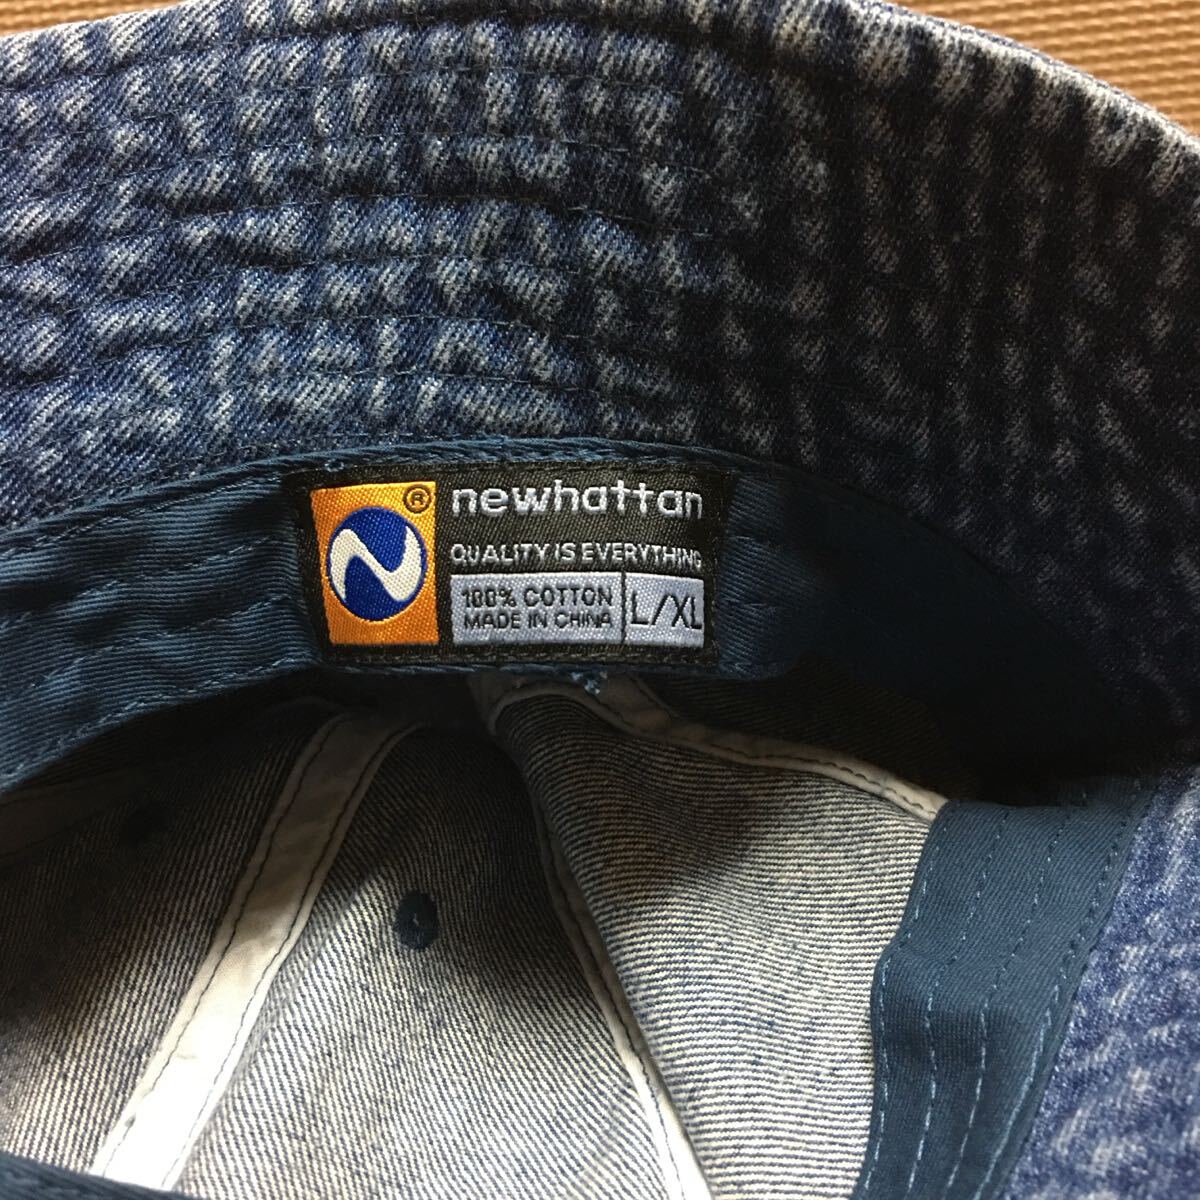 ®
newhattan
QUALITY IS EVERYTHING
100% COTTON
MADE IN CHINA
L/XL